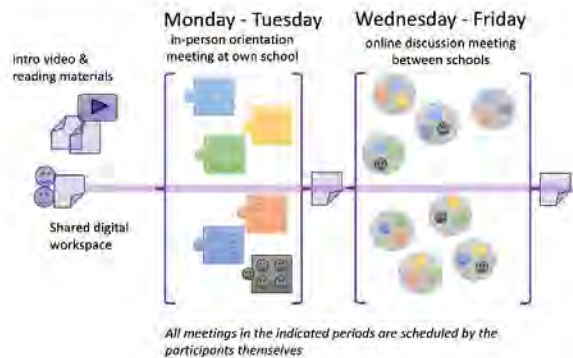 Monday - Tuesday
in-person orientation
meeting at own school
Wednesday - Friday
online discussion meeting
between schools
intro video &
reading materials
Shared digital
workspace
All meetings in the indicated periods are scheduled by the
participants themselves